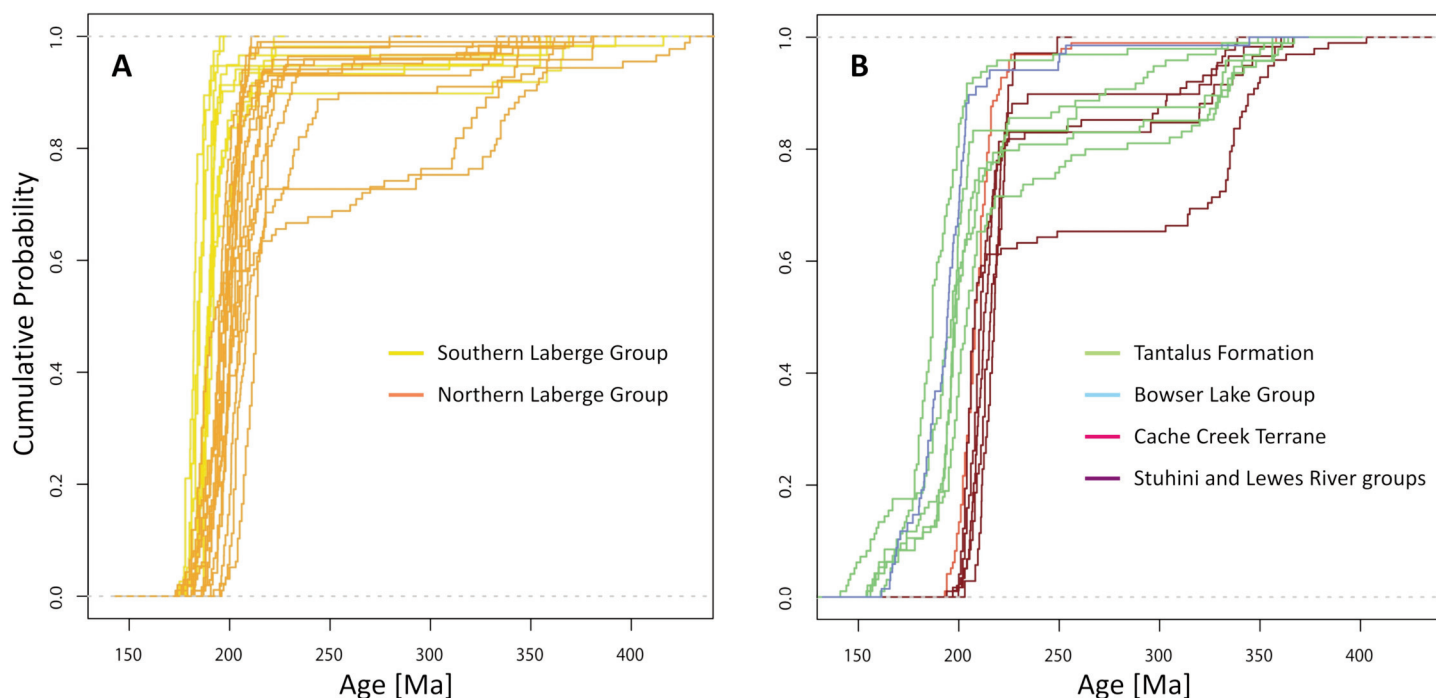 A
B
Cumulative Probability
1.0
0.8
0.6
0.4
0.2
0.0
Southern Laberge Group
Northern Laberge Group
150
200
250
300
350
400
Age [Ma]
1.0
0.8
0.6
0.4
0.2
0.0
Tantalus Formation
Bowser Lake Group
Cache Creek Terrane
Stuhini and Lewes River groups
150
200
250
300
350
400
Age [Ma]